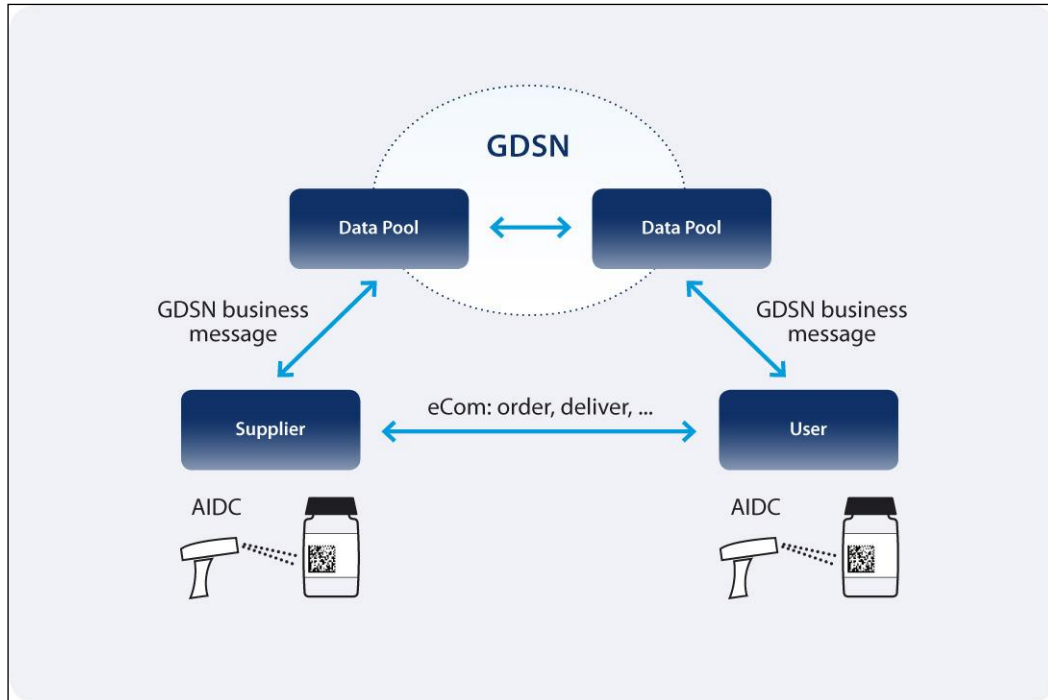 GDSN
Data Pool
Data Pool
GDSN business
message
GDSN business
message
eCom: order, deliver, ...
Supplier
User
AIDC
AIDC